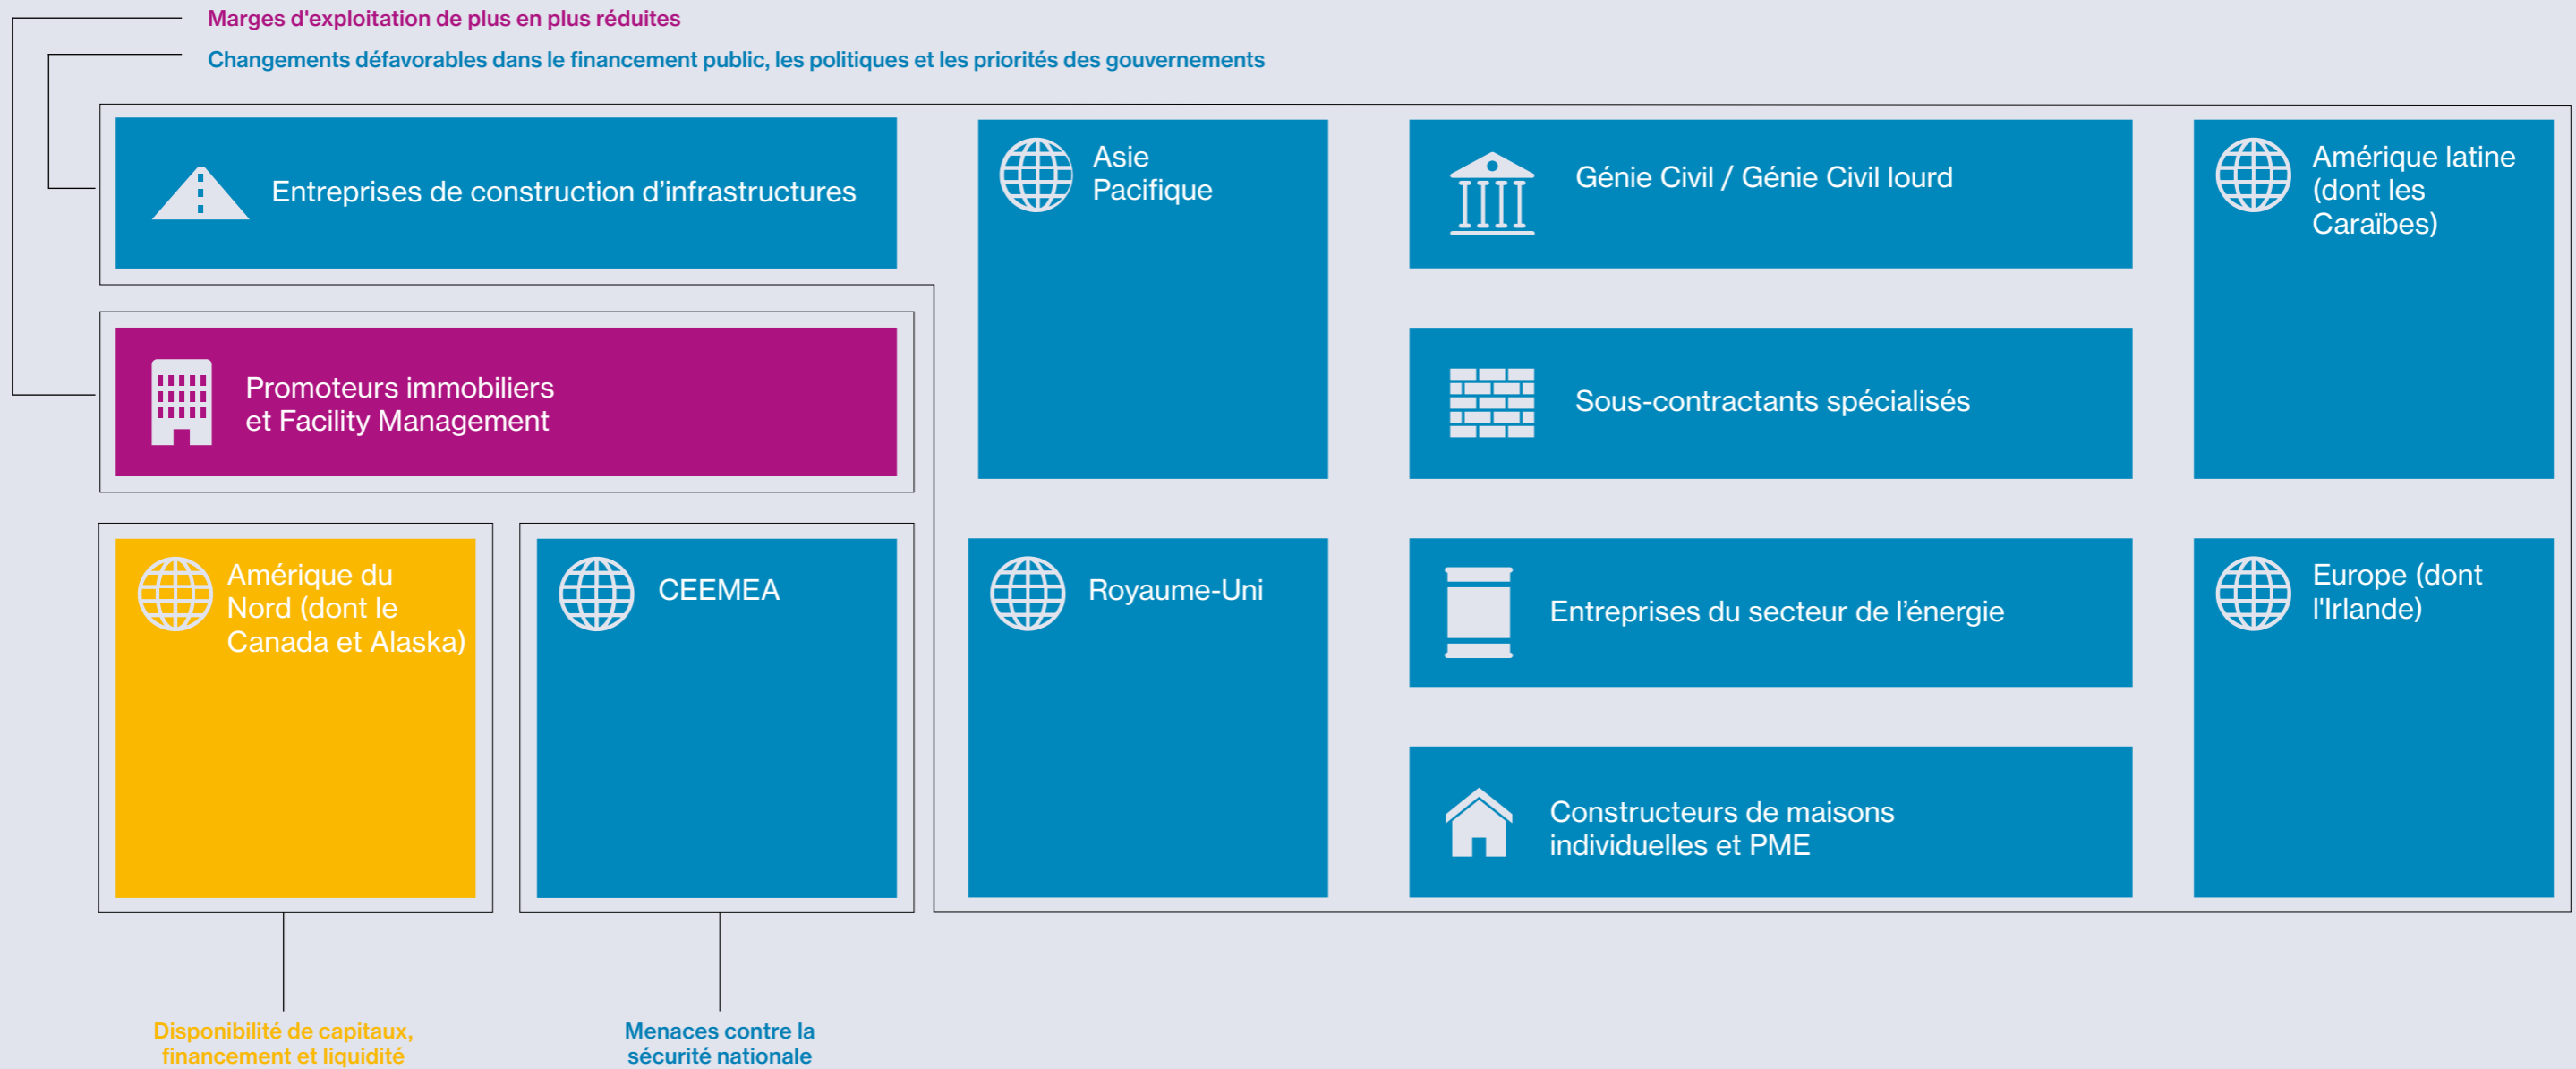 Marges d'exploitation de plus en plus réduites
Changements défavorables dans le financement public, les politiques et les priorités des gouvernements
Entreprises de construction d’infrastructures
Asie
Pacifique
Génie Civil / Génie Civil lourd
Amérique latine
(dont les
Caraïbes)
Promoteurs immobiliers
et Facility Management
Sous-contractants spécialisés
Amérique du
Nord (dont le
Canada et Alaska)
CEEMEA
Royaume-Uni
Entreprises du secteur de l’énergie
Europe (dont
l'Irlande)
Constructeurs de maisons
individuelles et PME
Disponibilité de capitaux,
financement et liquidité
Menaces contre la
sécurité nationale